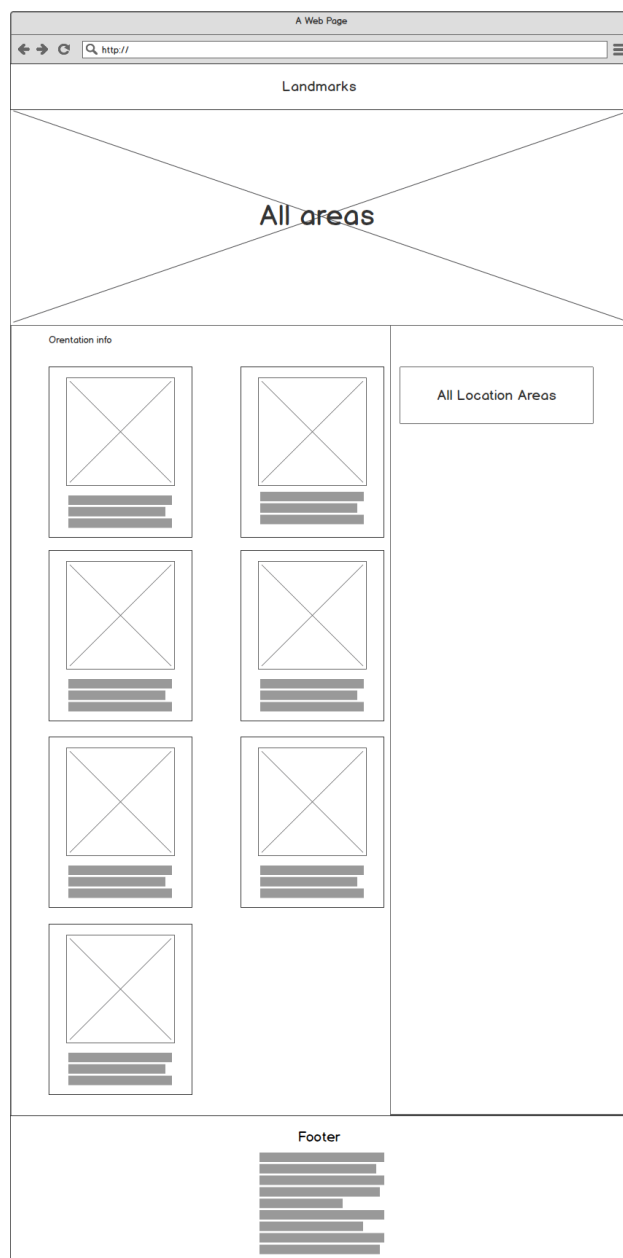 A Web Page
http://
Landmarks
All areas
Orentation info
All Location Areas
Footer